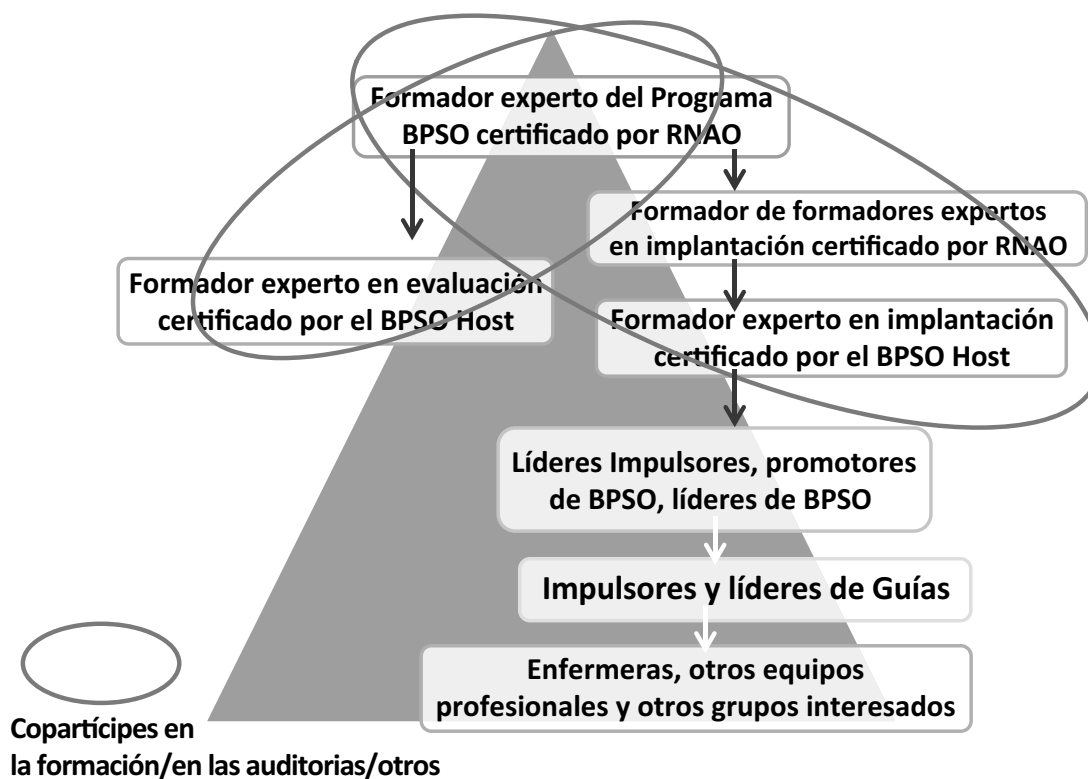 Formador experto del Programa
BPSO certificado por RNAO
Formador de formadores expertos
en implantación certificado por RNAO
Formador experto en evaluación
certificado por el BPSO Host
Formador experto en implantación
certificado por el BPSO Host
Líderes Impulsores, promotores
de BPSO, líderes de BPSO
Impulsores y líderes de Guías
Enfermeras, otros equipos
profesionales y otros grupos interesados
Copartícipes en
la formación/en las auditorias/otros